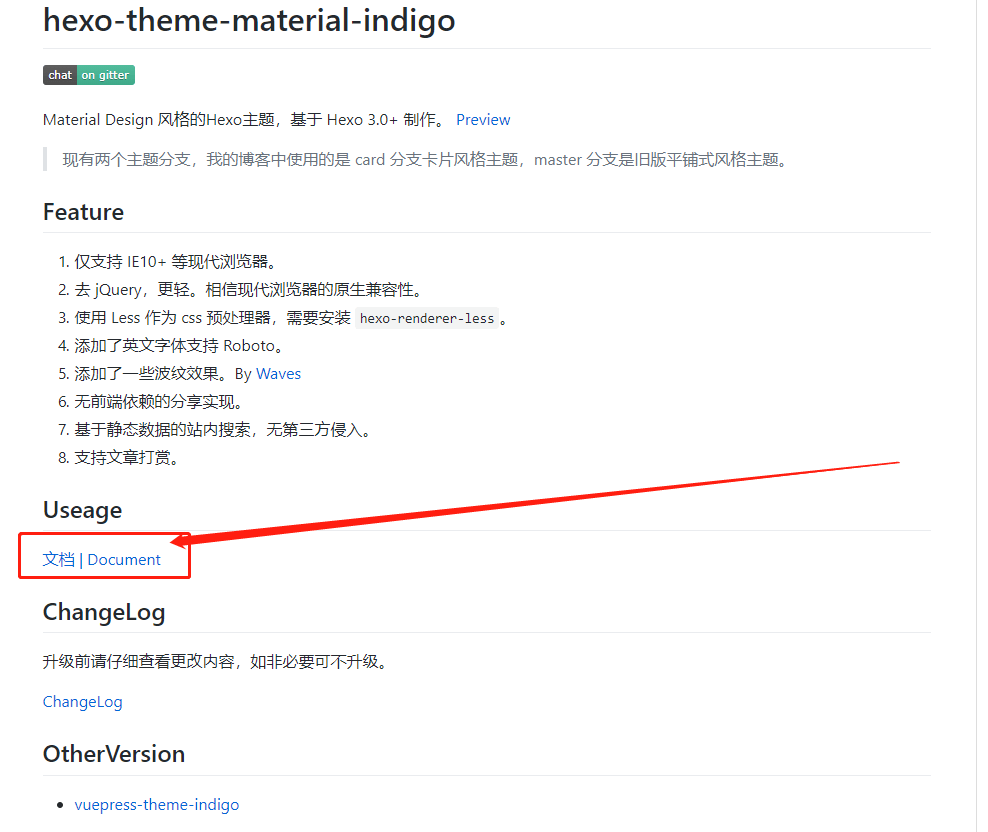 hexo-theme-material-indigo
chat on gitter
Material Design 风格的Hexo主题，基于 Hexo 3.0+ 制作。 Preview
现有两个主题分支，我的博客中使用的是 card 分支卡片风格主题，master 分支是旧版平铺式风格主题。
Feature
1. 仅支持 IE10+ 等现代浏览器。
2. 去 jQuery，更轻。相信现代浏览器的原生兼容性。
3. 使用 Less 作为 css 预处理器，需要安装 hexo-renderer-less 。
4. 添加了英文字体支持 Roboto。
5. 添加了一些波纹效果。By Waves
6. 无前端依赖的分享实现。
7. 基于静态数据的站内搜索，无第三方侵入。
8. 支持文章打赏。
Useage
文档 | Document
ChangeLog
升级前请仔细查看更改内容，如非必要可不升级。
ChangeLog
OtherVersion
• vuepress-theme-indigo